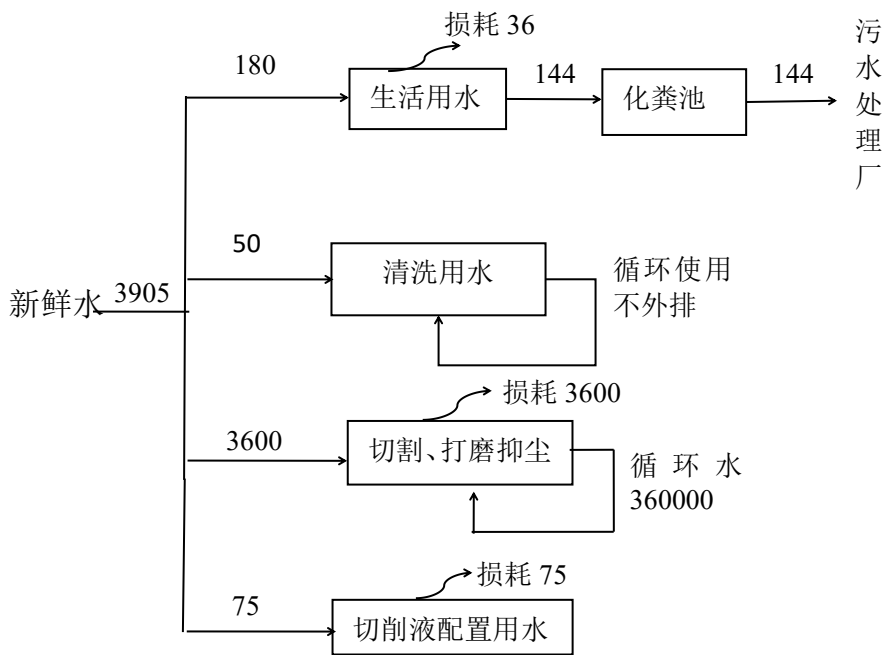 损耗 36
180
生活用水
144
化粪池
144
污水处理厂
50
清洗用水
循环使用
不外排
新鲜水
3905
损耗 3600
3600
切割、打磨抑尘
循环水
360000
损耗 75
75
切削液配置用水